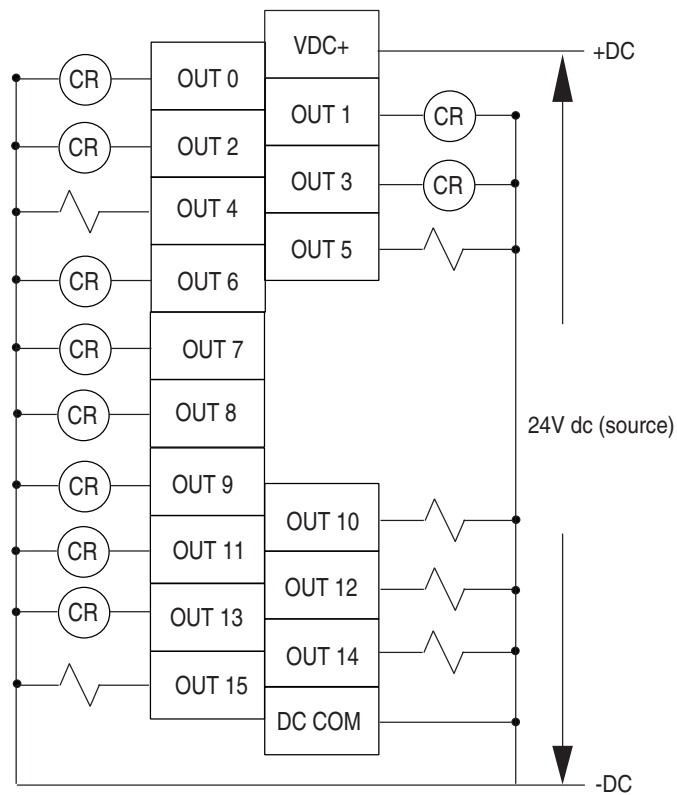 VDC+
+DC
CR OUT 0
OUT 1 CR
CR OUT 2
OUT 3 CR
OUT 4
OUT 5
CR OUT 6
CR OUT 7
CR OUT 8
24V dc (source)
CR OUT 9
OUT 10
CR OUT 11
OUT 12
CR OUT 13
OUT 14
OUT 15
DC COM
-DC